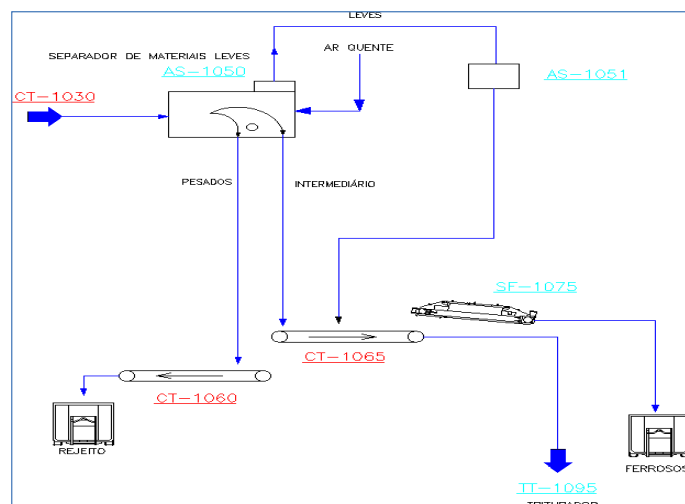 LEVES
AR QUENTE
SEPARADOR DE MATERIAIS LEVES
AS-1050
AS-1051
CT-1030
PESADOS
INTERMEDIÁRIO
SF-1075
CT-1065
CT-1060
REJEITO
FERROSOS
TT-1095
TRITURADOR